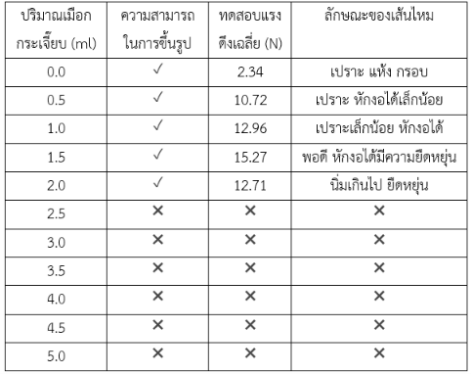 ปริมาณเมือก ความสามารถ ทดสอบแรง ลักษณะของเส้นไหม
กระเจี๊ยบ (ml) ในการขึ้นรูป ดึงเฉลี่ย (N)
0.0 ✓ 2.34 เปราะ แห้ง กรอบ
0.5 ✓ 10.72 เปราะ หักงอได้เล็กน้อย
1.0 ✓ 12.96 เปราะเล็กน้อย หักงอได้
1.5 ✓ 15.27 พอดี หักงอได้มีความยืดหยุ่น
2.0 ✓ 12.71 นิ่มเกินไป ยืดหยุ่น
2.5 × × ×
3.0 × × ×
3.5 × × ×
4.0 × × ×
4.5 × × ×
5.0 × × ×